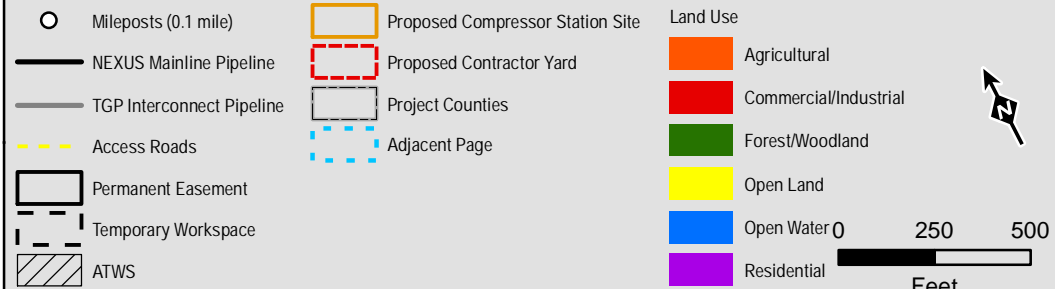 Mileposts (0.1 mile)
NEXUS Mainline Pipeline
TGP Interconnect Pipeline
Access Roads
Permanent Easement
Temporary Workspace
ATWS
Proposed Compressor Station Site
Proposed Contractor Yard
Project Counties
Adjacent Page
Land Use
Agricultural
Commercial/Industrial
Forest/Woodland
Open Land
Open Water
Residential
N
0 250 500
Feet